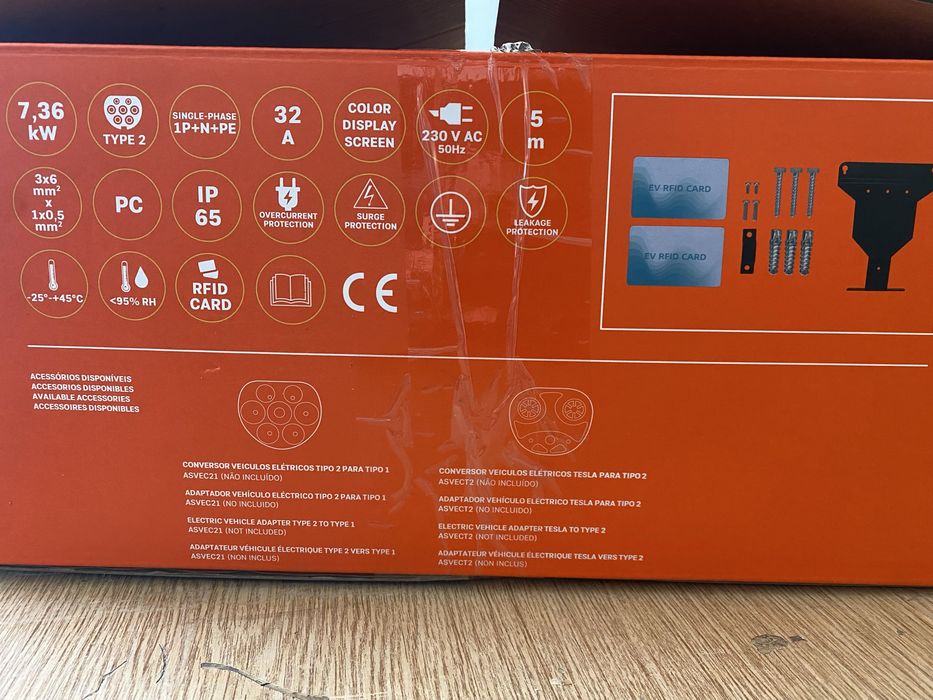 7,36
kW
TYPE 2
SINGLE-PHASE
1P+N+PE
32
A
COLOR
DISPLAY
SCREEN
230 V AC
50Hz
5
m
3x6
mm²
x
1x0,5
mm²
PC
IP
65
OVERCURRENT
PROTECTION
SURGE
PROTECTION
LEAKAGE
PROTECTION
-25°-+45°C
<95% RH
RFID
CARD
CE
EV RFID CARD
EV RFID CARD
ACESSÓRIOS DISPONÍVEIS
ACCESORIOS DISPONIBLES
AVAILABLE ACCESSORIES
ACCESSOIRES DISPONIBLES
CONVERSOR VEICULOS ELÉTRICOS TIPO 2 PARA TIPO 1
ASVEC21 (NÃO INCLUÍDO)
ADAPTADOR VEHÍCULO ELÉCTRICO TIPO 2 PARA TIPO 1
ASVEC21 (NO INCLUIDO)
ELECTRIC VEHICLE ADAPTER TYPE 2 TO TYPE 1
ASVEC21 (NOT INCLUDED)
ADAPTATEUR VÉHICULE ÉLECTRIQUE TYPE 2 VERS TYPE 1
ASVEC21 (NON INCLUS)
CONVERSOR VEICULOS ELÉTRICOS TESLA PARA TIPO 2
ASVECT2 (NÃO INCLUÍDO)
ADAPTADOR VEHÍCULO ELÉCTRICO TESLA PARA TIPO 2
ASVECT2 (NO INCLUIDO)
ELECTRIC VEHICLE ADAPTER TESLA TO TYPE 2
ASVECT2 (NOT INCLUDED)
ADAPTATEUR VÉHICULE ÉLECTRIQUE TESLA VERS TYPE 2
ASVECT2 (NON INCLUS)